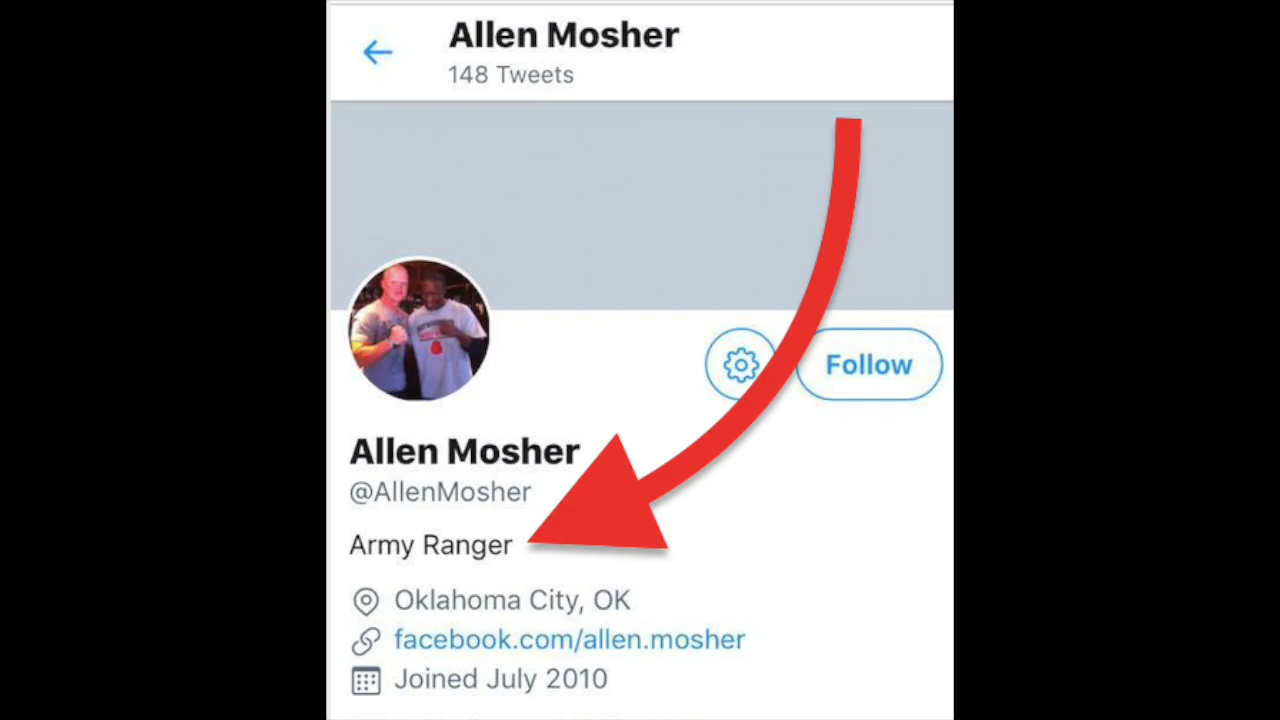 Allen Mosher
148 Tweets
Follow
Allen Mosher
@AllenMosher
Army Ranger
Oklahoma City, OK
facebook.com/allen.mosher
Joined July 2010